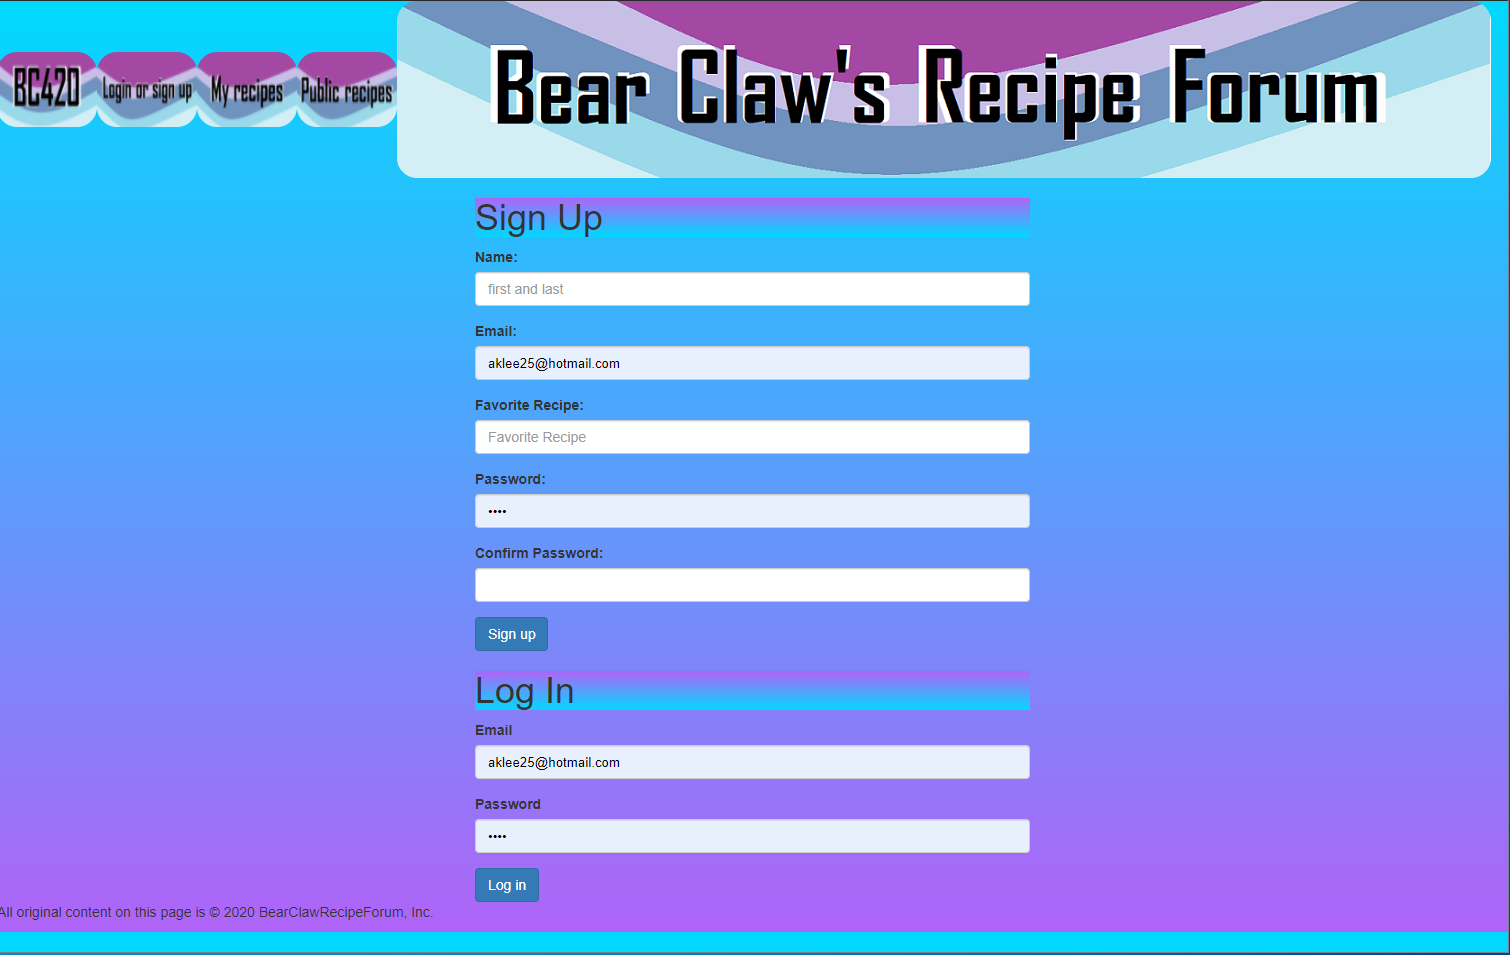 BC420
Login or sign up
My recipes
Public recipes
Bear Claw's Recipe Forum
Sign Up
Name:
first and last
Email:
aklee25@hotmail.com
Favorite Recipe:
Favorite Recipe
Password:
••••
Confirm Password:
Sign up
Log In
Email
aklee25@hotmail.com
Password
••••
Log in
All original content on this page is © 2020 BearClawRecipeForum, Inc.